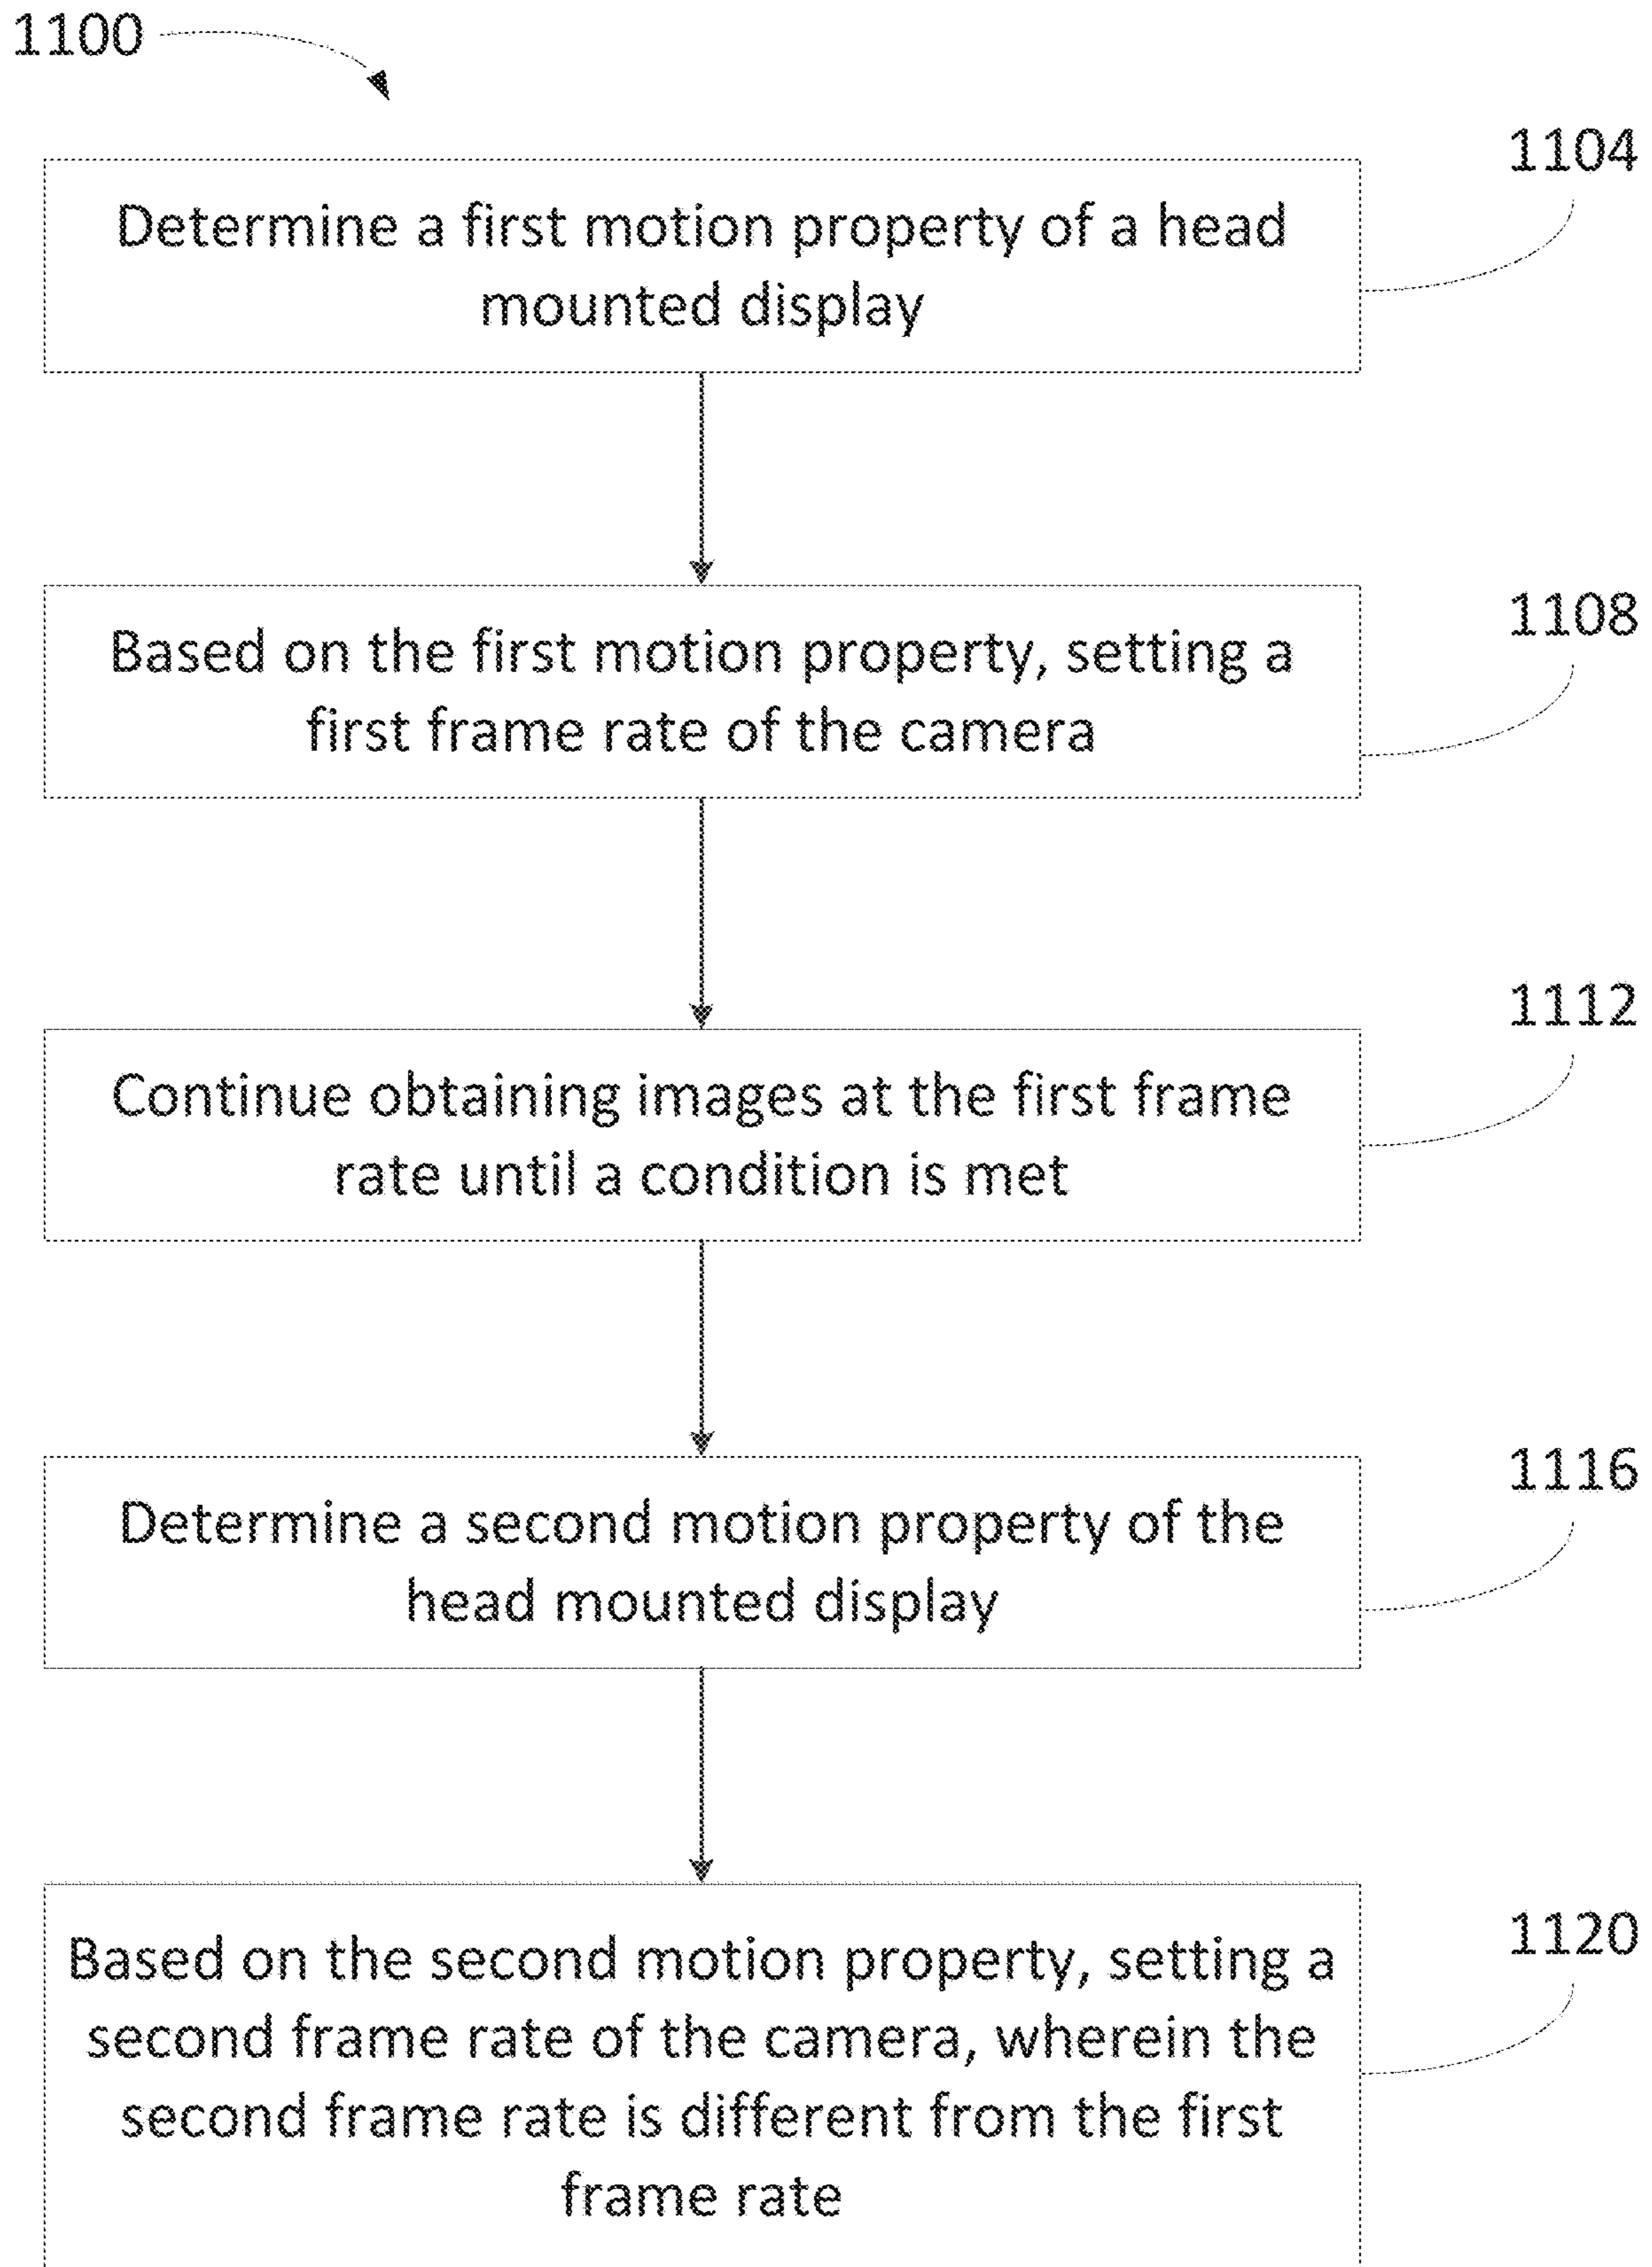 1100
1104
Determine a first motion property of a head
mounted display
1108
Based on the first motion property, setting a
first frame rate of the camera
1112
Continue obtaining images at the first frame
rate until a condition is met
1116
Determine a second motion property of the
head mounted display
1120
Based on the second motion property, setting a
second frame rate of the camera, wherein the
second frame rate is different from the first
frame rate